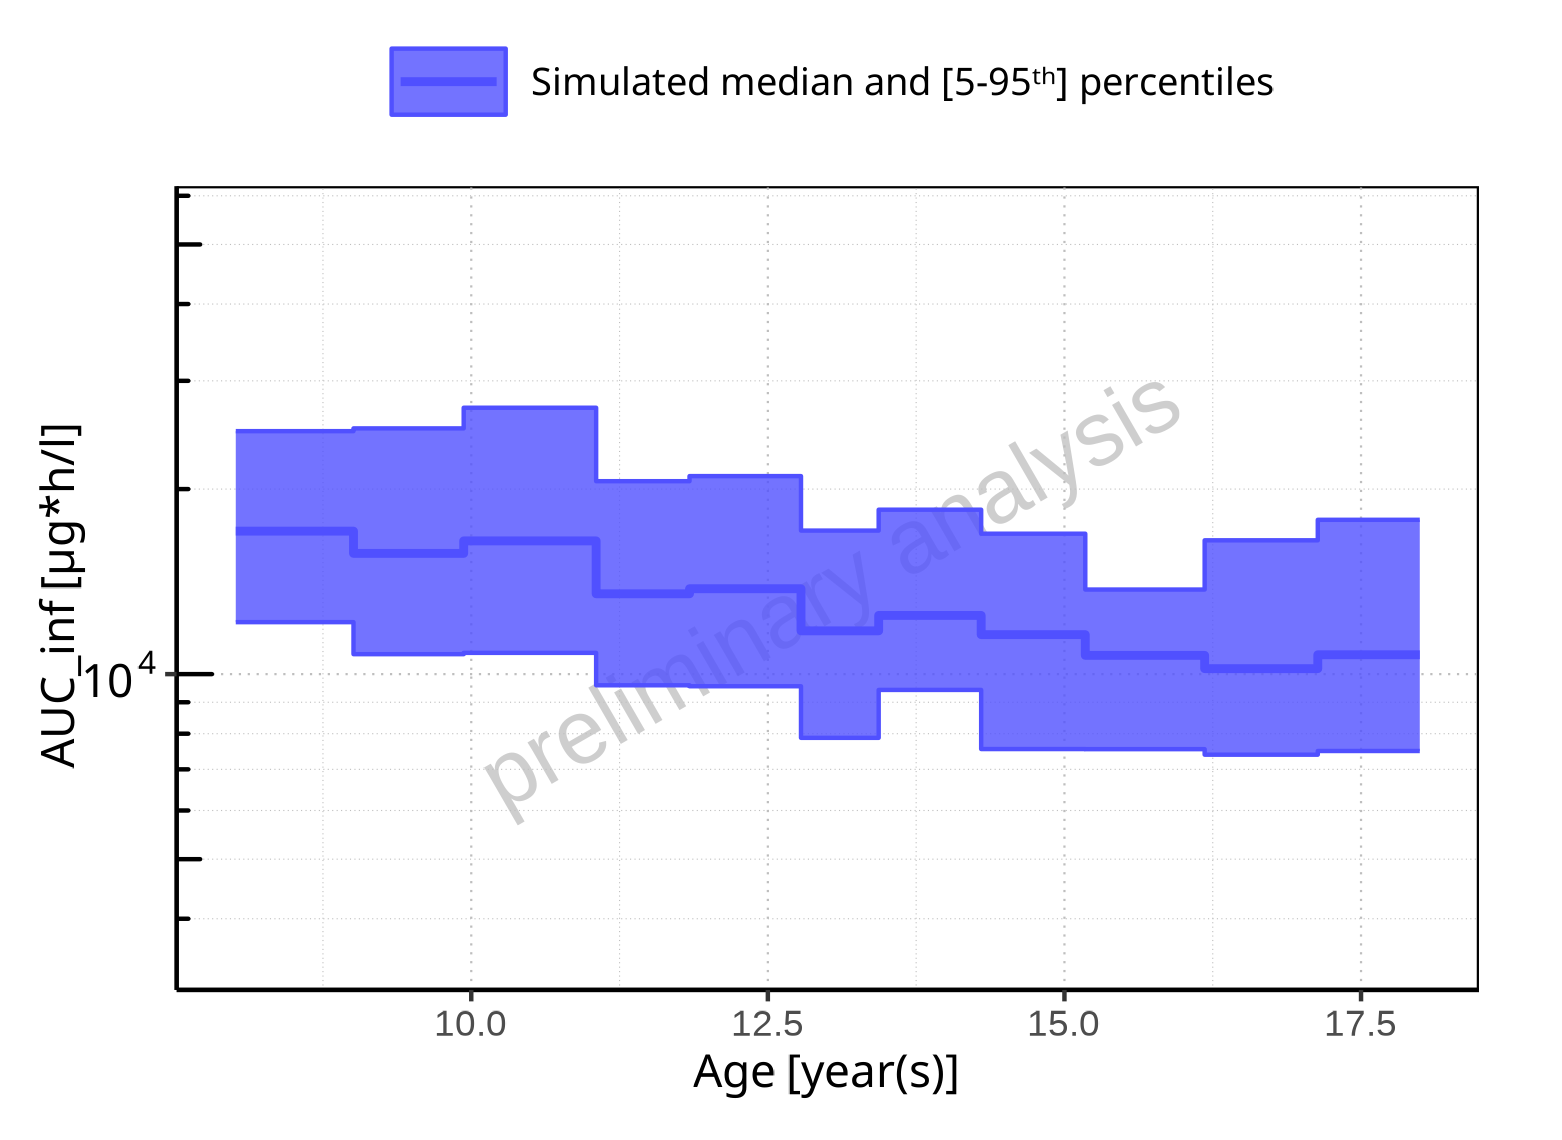 Simulated median and [5-95ᵗʰ] percentiles
AUC_inf [µg*h/l]
10⁴
preliminary analysis
10.0 12.5 15.0 17.5
Age [year(s)]